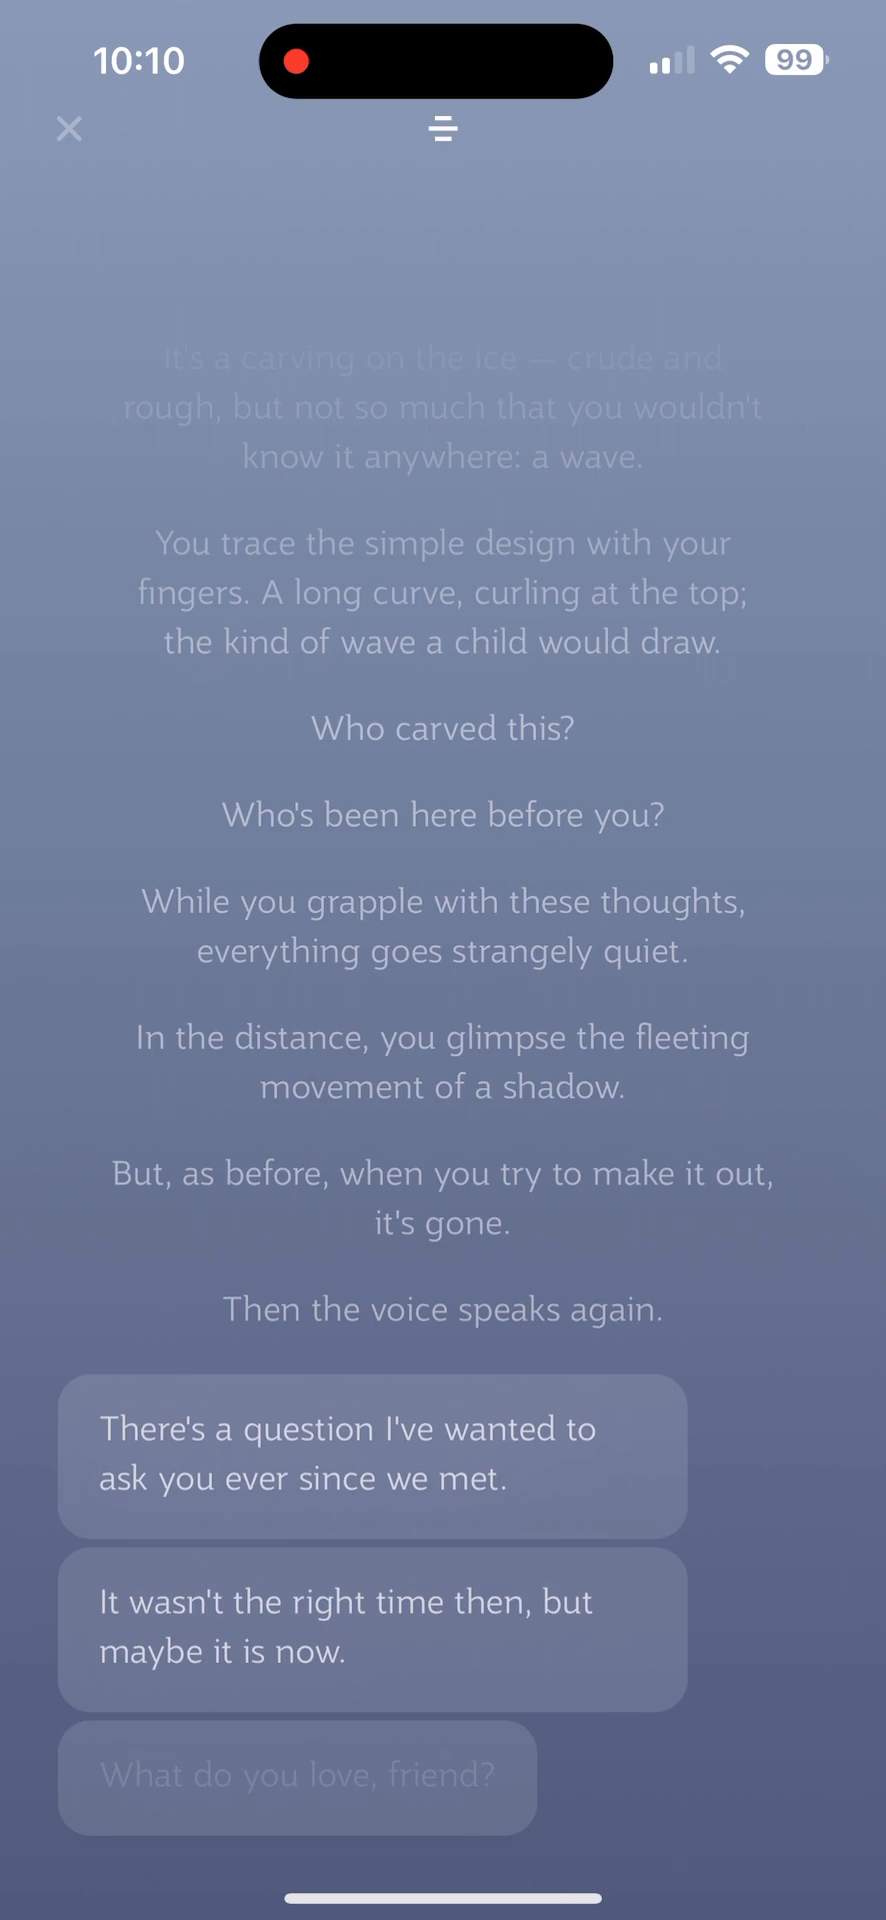 10:10
99
It's a carving on the ice — crude and
rough, but not so much that you wouldn't
know it anywhere: a wave.
You trace the simple design with your
fingers. A long curve, curling at the top;
the kind of wave a child would draw.
Who carved this?
Who's been here before you?
While you grapple with these thoughts,
everything goes strangely quiet.
In the distance, you glimpse the fleeting
movement of a shadow.
But, as before, when you try to make it out,
it's gone.
Then the voice speaks again.
There's a question I've wanted to
ask you ever since we met.
It wasn't the right time then, but
maybe it is now.
What do you love, friend?